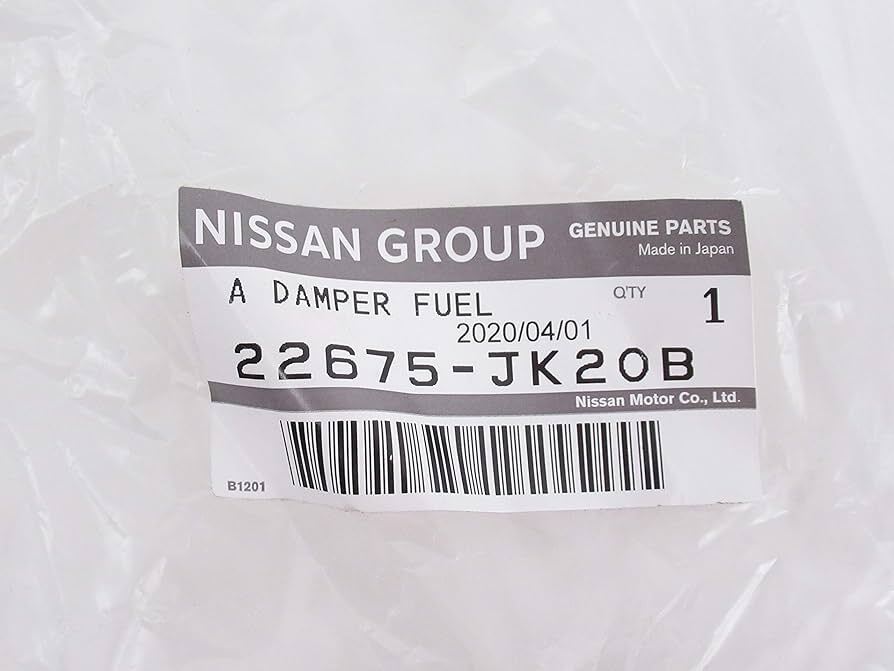 NISSAN GROUP
GENUINE PARTS
Made in Japan
A DAMPER FUEL
Q'TY 1
2020/04/01
22675-JK20B
Nissan Motor Co., Ltd.
B1201